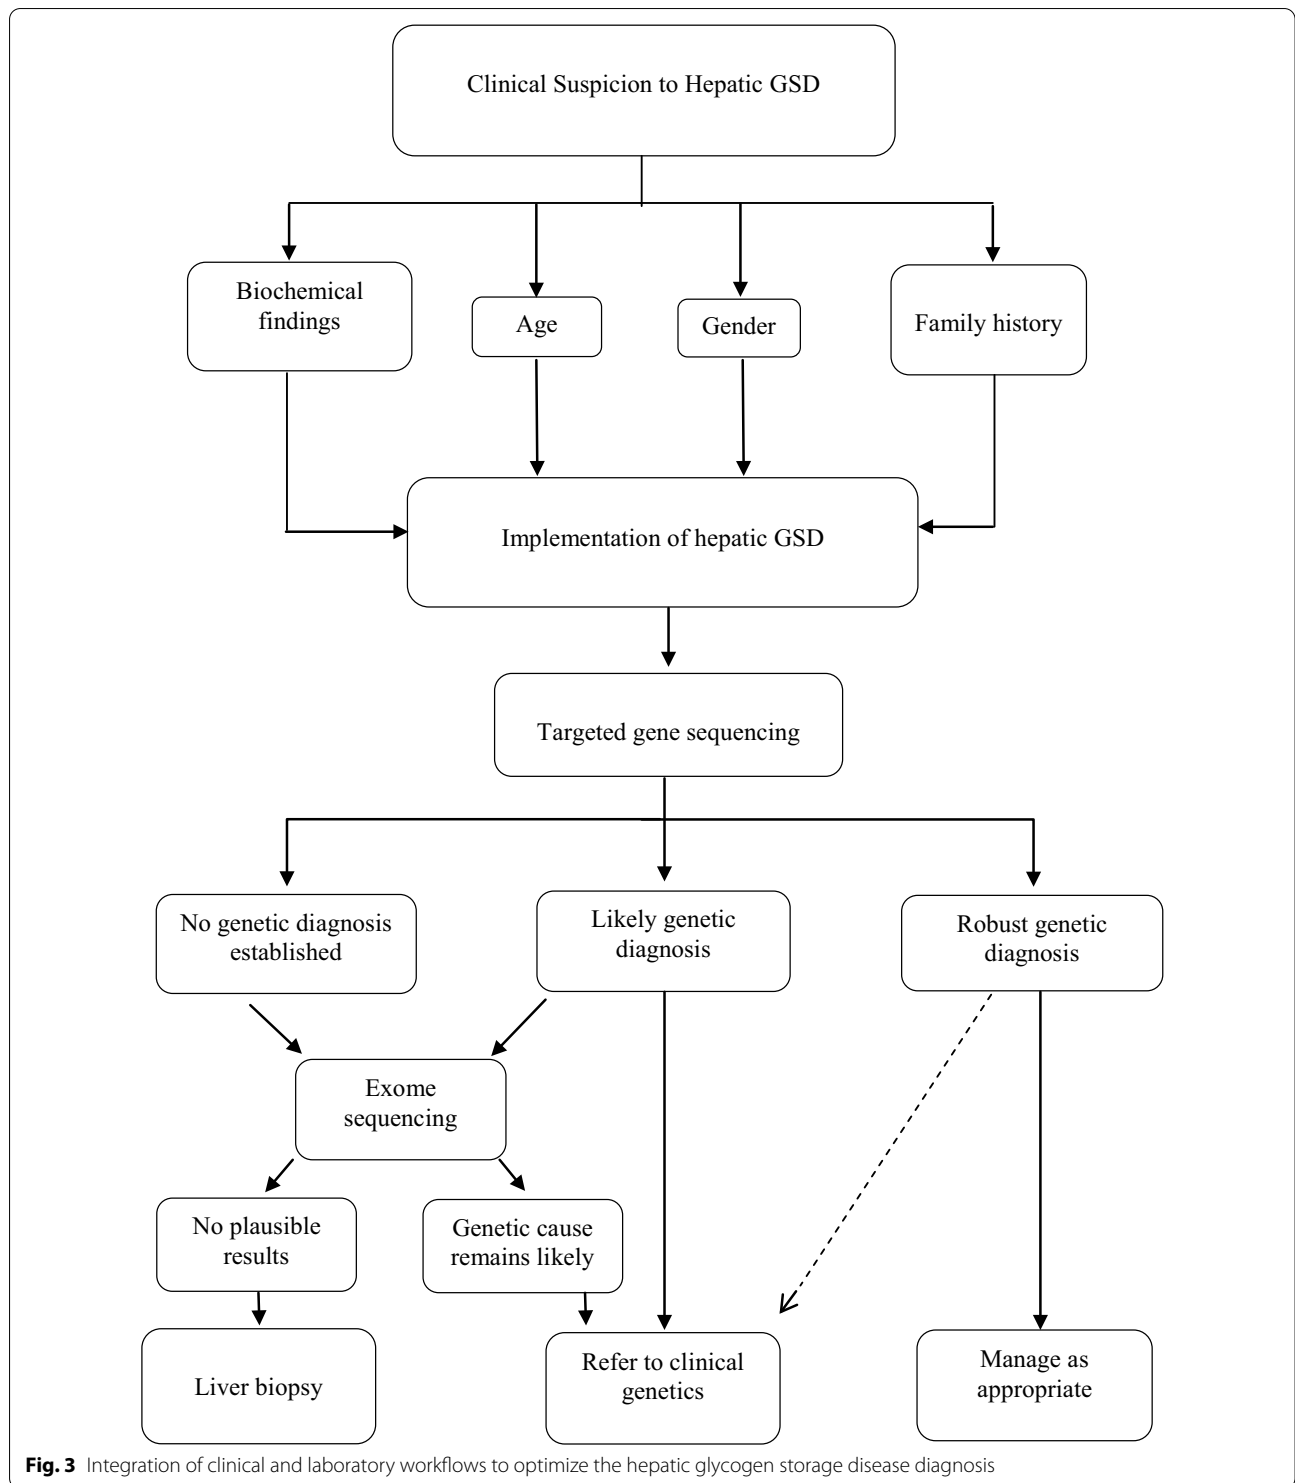 Clinical Suspicion to Hepatic GSD
Biochemical
findings
Age
Gender
Family history
Implementation of hepatic GSD
Targeted gene sequencing
No genetic diagnosis
established
Likely genetic
diagnosis
Robust genetic
diagnosis
Exome
sequencing
No plausible
results
Genetic cause
remains likely
Liver biopsy
Refer to clinical
genetics
Manage as
appropriate
Fig. 3 Integration of clinical and laboratory workflows to optimize the hepatic glycogen storage disease diagnosis